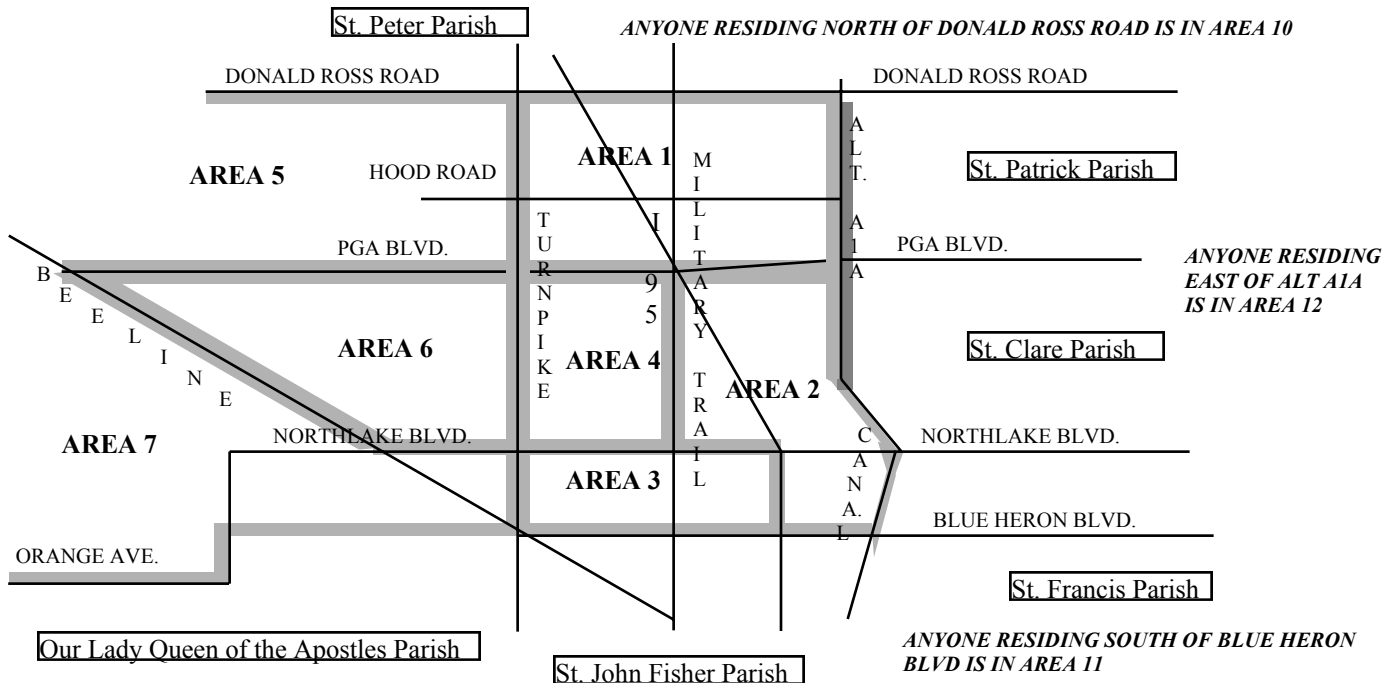 St. Peter Parish
ANYONE RESIDING NORTH OF DONALD ROSS ROAD IS IN AREA 10
DONALD ROSS ROAD
DONALD ROSS ROAD
ALT. A1A
AREA 1
MILITARY TRAIL
St. Patrick Parish
AREA 5
HOOD ROAD
TURNPIKE
I 95
PGA BLVD.
PGA BLVD.
ANYONE RESIDING
EAST OF ALT A1A
IS IN AREA 12
BEELINE
AREA 6
AREA 4
St. Clare Parish
AREA 2
AREA 7
NORTHLAKE BLVD.
CANAL
NORTHLAKE BLVD.
AREA 3
BLUE HERON BLVD.
ORANGE AVE.
St. Francis Parish
Our Lady Queen of the Apostles Parish
St. John Fisher Parish
ANYONE RESIDING SOUTH OF BLUE HERON
BLVD IS IN AREA 11